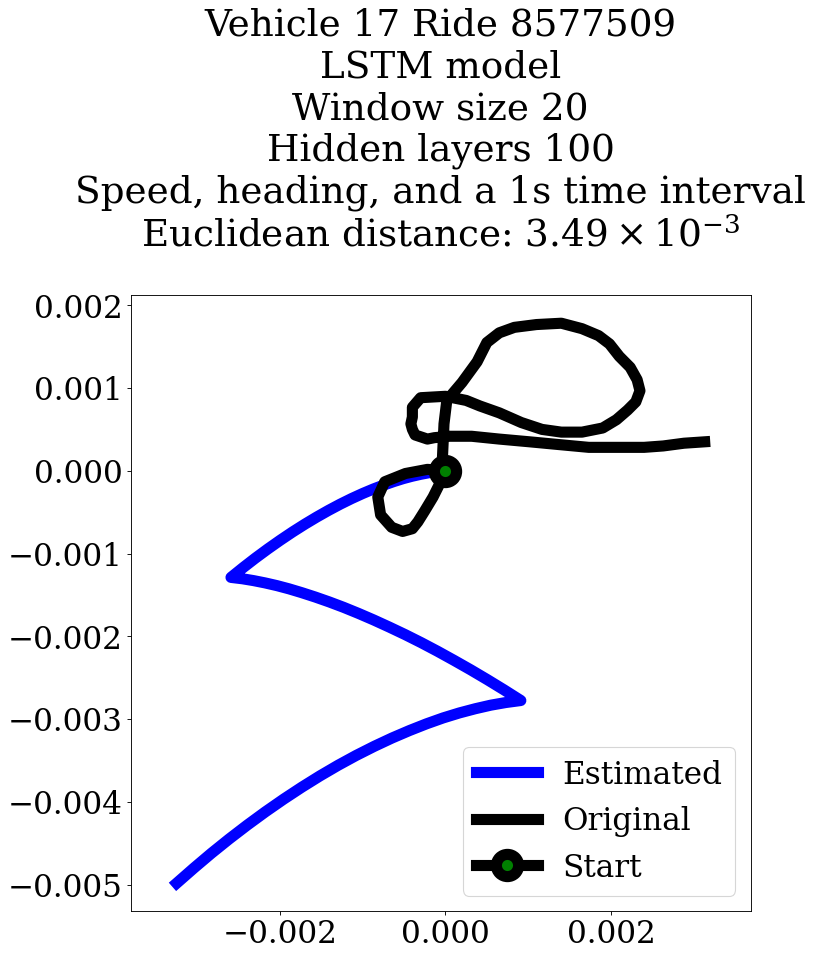 Vehicle 17 Ride 8577509
LSTM model
Window size 20
Hidden layers 100
Speed, heading, and a 1s time interval
Euclidean distance: 3.49 × 10⁻³
0.002
0.001
0.000
−0.001
−0.002
−0.003
−0.004
−0.005
Estimated
Original
Start
−0.002 0.000 0.002